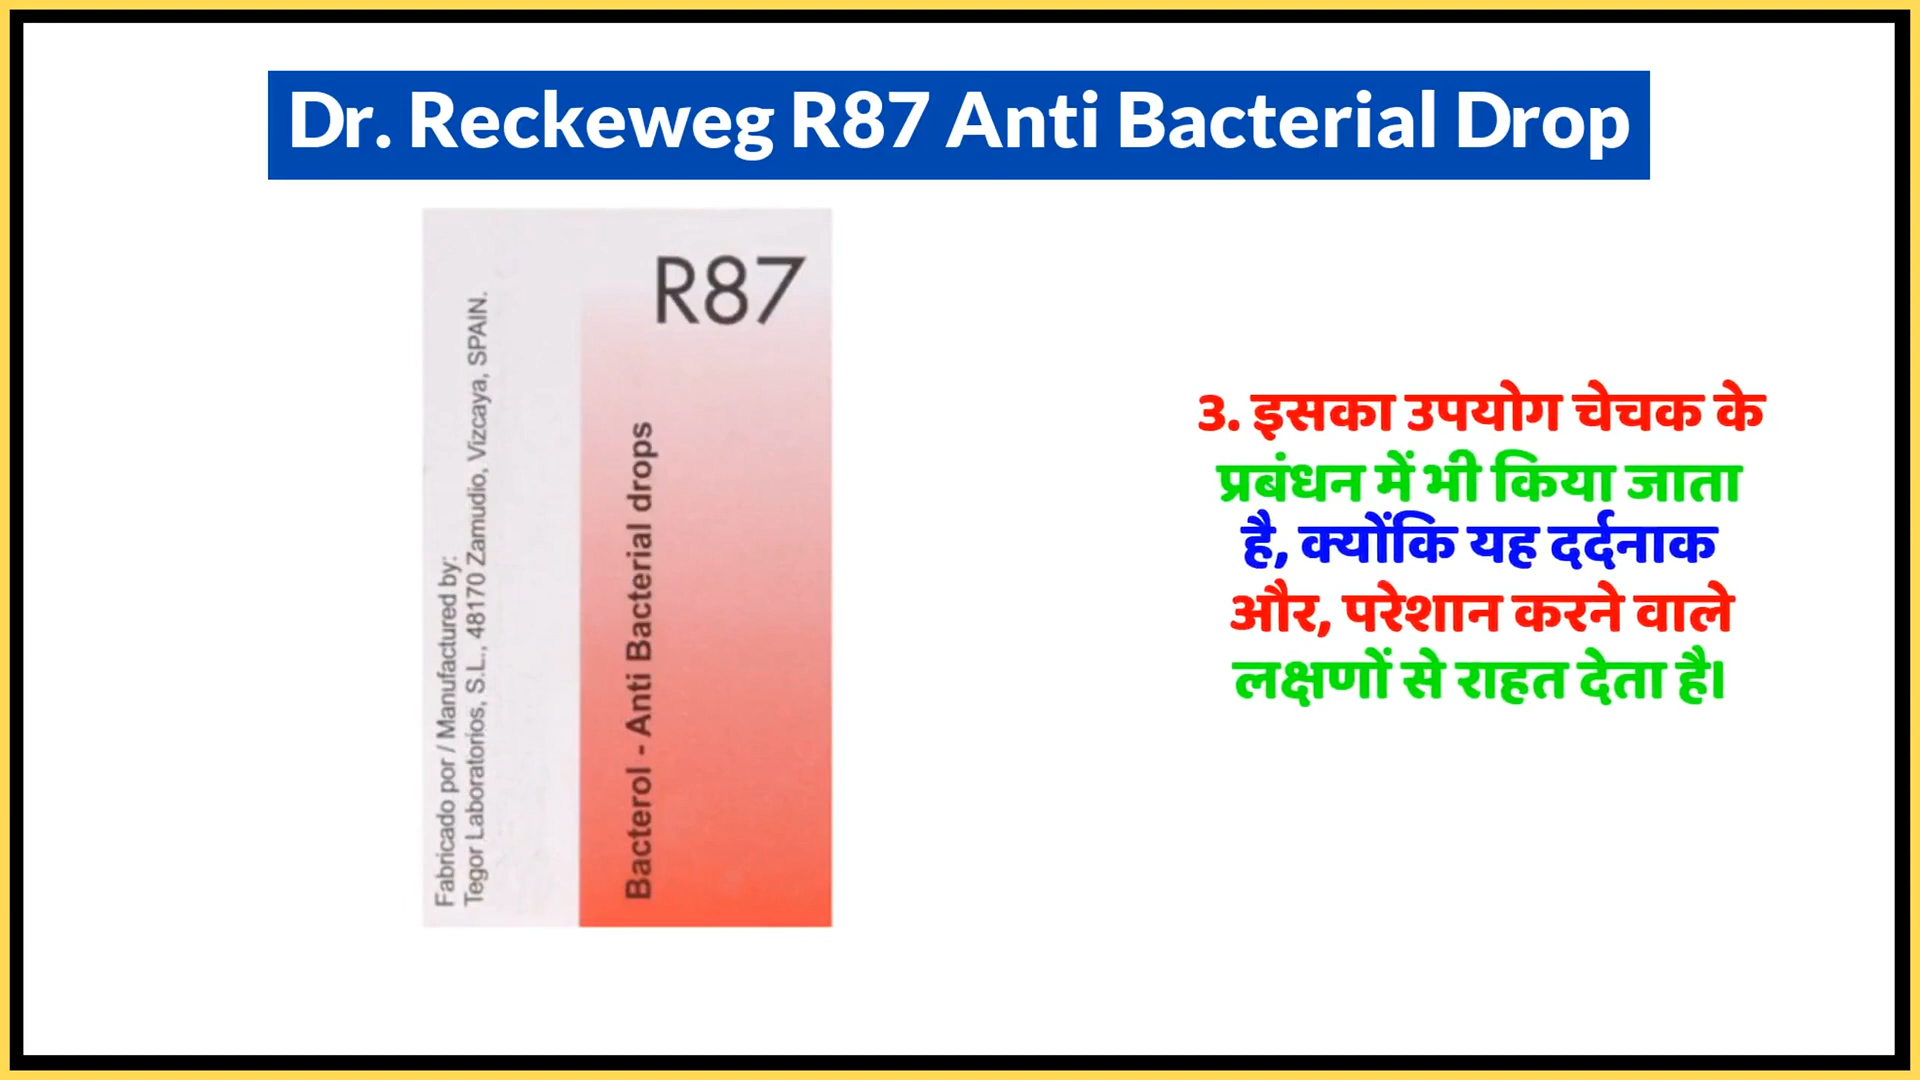 Dr. Reckeweg R87 Anti Bacterial Drop
R87
Bacterol - Anti Bacterial drops
Fabricado por / Manufactured by:
Tegor Laboratorios, S.L., 48170 Zamudio, Vizcaya, SPAIN.
3. इसका उपयोग चेचक के
प्रबंधन में भी किया जाता
है, क्योंकि यह दर्दनाक
और, परेशान करने वाले
लक्षणों से राहत देता है।